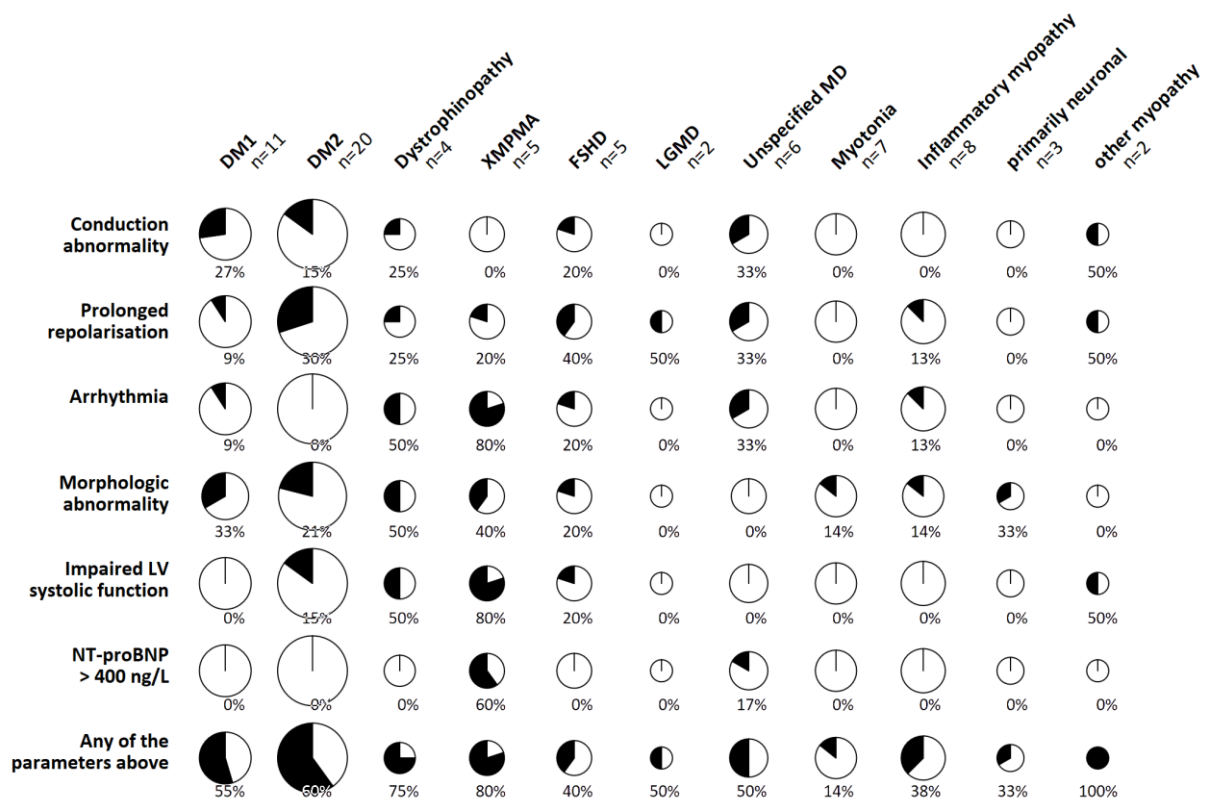 DM1
n=11
DM2
n=20
Dystrophinopathy
n=4
XMPMA
n=5
FSHD
n=5
LGMD
n=2
Unspecified MD
n=6
Myotonia
n=7
Inflammatory myopathy
n=8
primarily neuronal
n=3
other myopathy
n=2
Conduction
abnormality
27% 15% 25% 0% 20% 0% 33% 0% 0% 0% 50%
Prolonged
repolarisation
9% 30% 25% 20% 40% 50% 33% 0% 13% 0% 50%
Arrhythmia
9% 0% 50% 80% 20% 0% 33% 0% 13% 0% 0%
Morphologic
abnormality
33% 21% 50% 40% 20% 0% 0% 14% 14% 33% 0%
Impaired LV
systolic function
0% 15% 50% 80% 20% 0% 0% 0% 0% 0% 50%
NT-proBNP
> 400 ng/L
0% 0% 0% 60% 0% 0% 17% 0% 0% 0% 0%
Any of the
parameters above
55% 60% 75% 80% 40% 50% 50% 14% 38% 33% 100%